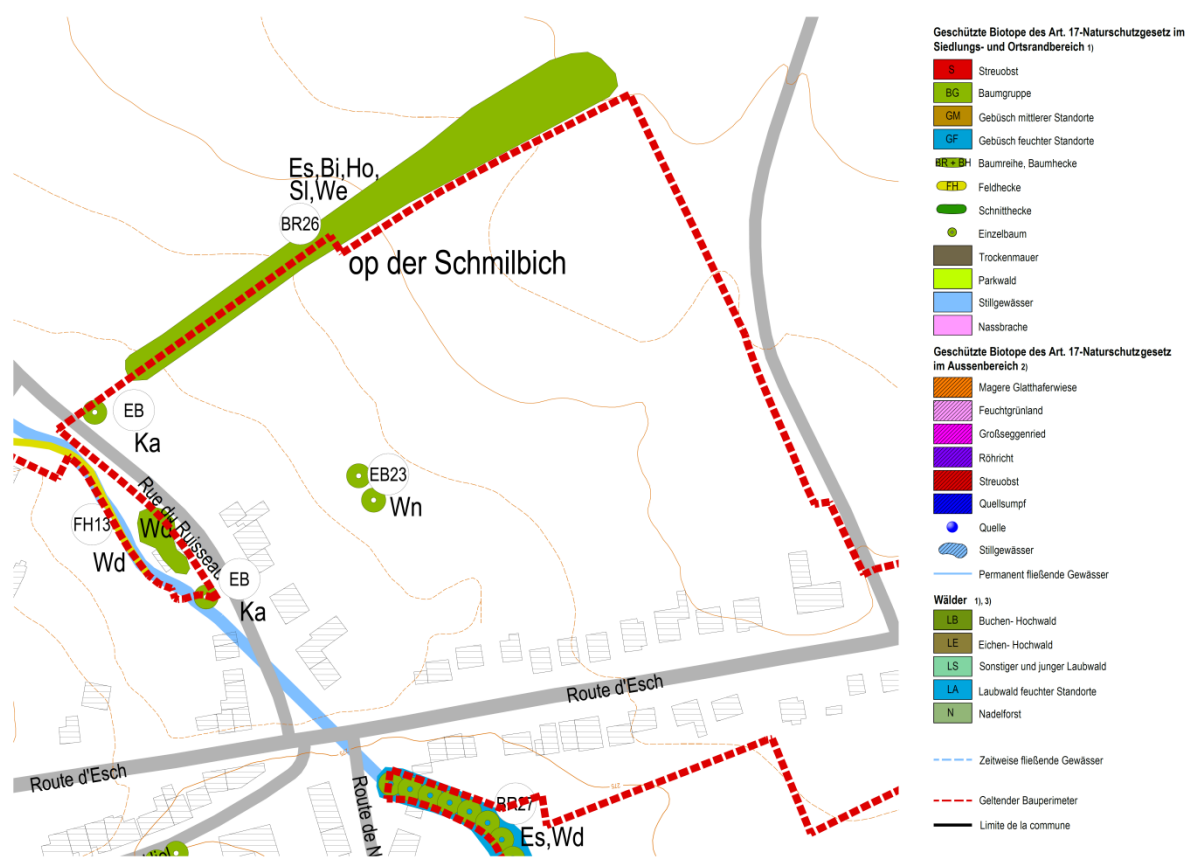 Es,Bi,Ho,
Sl,We
BR26
op der Schmilbich
EB
Ka
EB23
Wn
Rue du Ruisseau
Wd
FH13
Wd
EB
Ka
Route d'Esch
Route d'Esch
BR27
Es,Wd
Geschützte Biotope des Art. 17-Naturschutzgesetz im
Siedlungs- und Ortsrandbereich 1)
S Streuobst
BG Baumgruppe
GM Gebüsch mittlerer Standorte
GF Gebüsch feuchter Standorte
BR + BH Baumreihe, Baumhecke
FH Feldhecke
Schnitthecke
Einzelbaum
Trockenmauer
Parkwald
Stillgewässer
Nassbrache
Geschützte Biotope des Art. 17-Naturschutzgesetz
im Aussenbereich 2)
Magere Glatthaferwiese
Feuchtgrünland
Großseggenried
Röhricht
Streuobst
Quellsumpf
Quelle
Stillgewässer
Permanent fließende Gewässer
Wälder 1), 3)
LB Buchen- Hochwald
LE Eichen- Hochwald
LS Sonstiger und junger Laubwald
LA Laubwald feuchter Standorte
N Nadelforst
Zeitweise fließende Gewässer
Geltender Bauperimeter
Limite de la commune
Route de